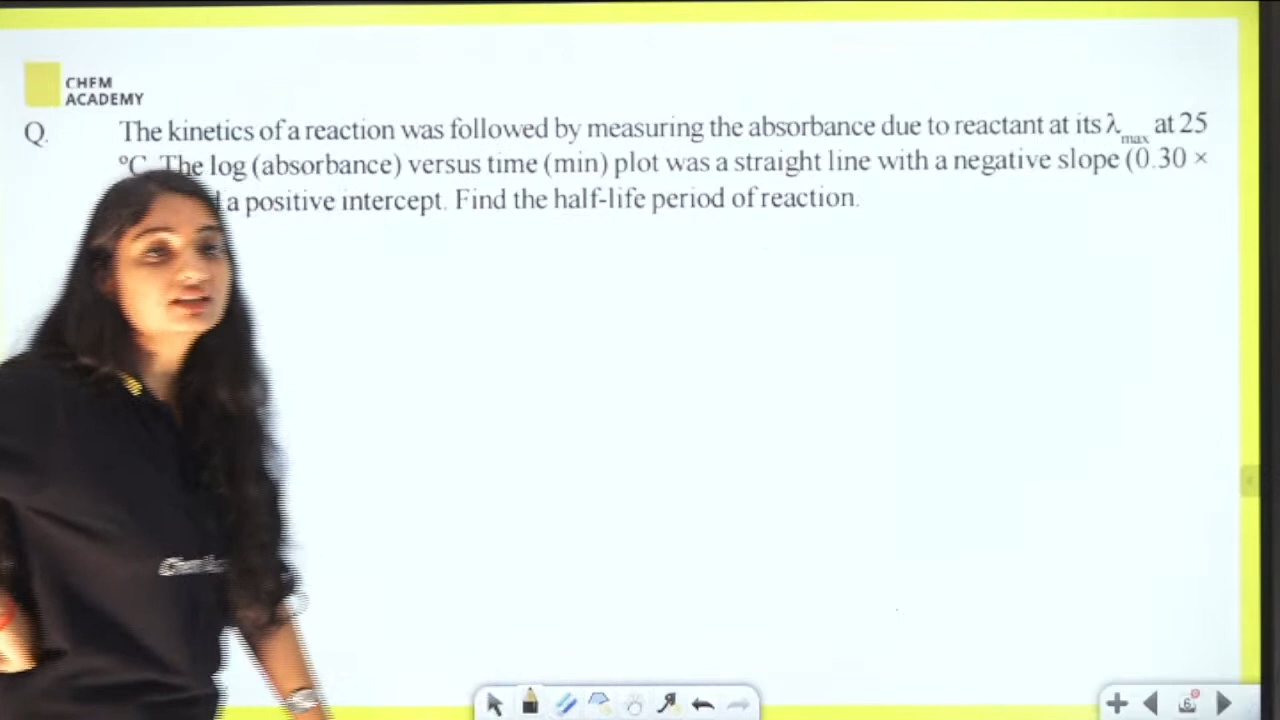 CHEM
ACADEMY
Q. The kinetics of a reaction was followed by measuring the absorbance due to reactant at its λmax at 25
ºC. The log (absorbance) versus time (min) plot was a straight line with a negative slope (0.30 ×
a positive intercept. Find the half-life period of reaction.
6